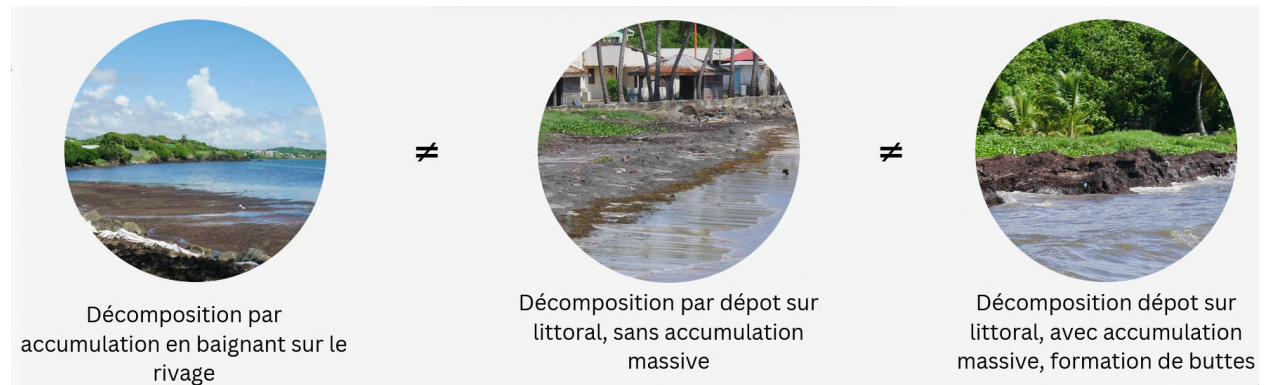 ≠
≠
Décomposition par
accumulation en baignant sur le
rivage
Décomposition par dépot sur
littoral, sans accumulation
massive
Décomposition dépot sur
littoral, avec accumulation
massive, formation de buttes